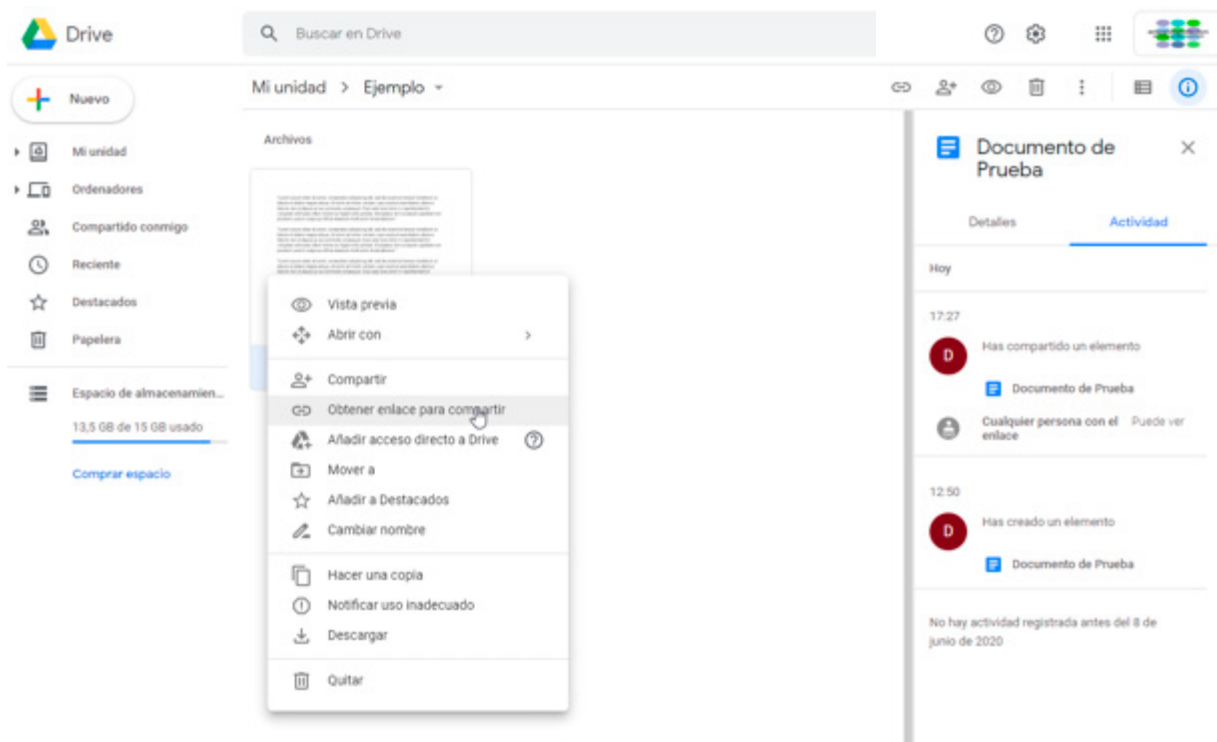 Drive
Buscar en Drive
Nuevo
Mi unidad > Ejemplo
Mi unidad
Ordenadores
Compartido conmigo
Reciente
Destacados
Papelera
Espacio de almacenamien...
13,5 GB de 15 GB usado
Comprar espacio
Archivos
Vista previa
Abrir con
Compartir
Obtener enlace para compartir
Añadir acceso directo a Drive
Mover a
Añadir a Destacados
Cambiar nombre
Hacer una copia
Notificar uso inadecuado
Descargar
Quitar
Documento de
Prueba
Detalles
Actividad
Hoy
17:27
D
Has compartido un elemento
Documento de Prueba
Cualquier persona con el Puede ver
enlace
12:50
D
Has creado un elemento
Documento de Prueba
No hay actividad registrada antes del 8 de
junio de 2020